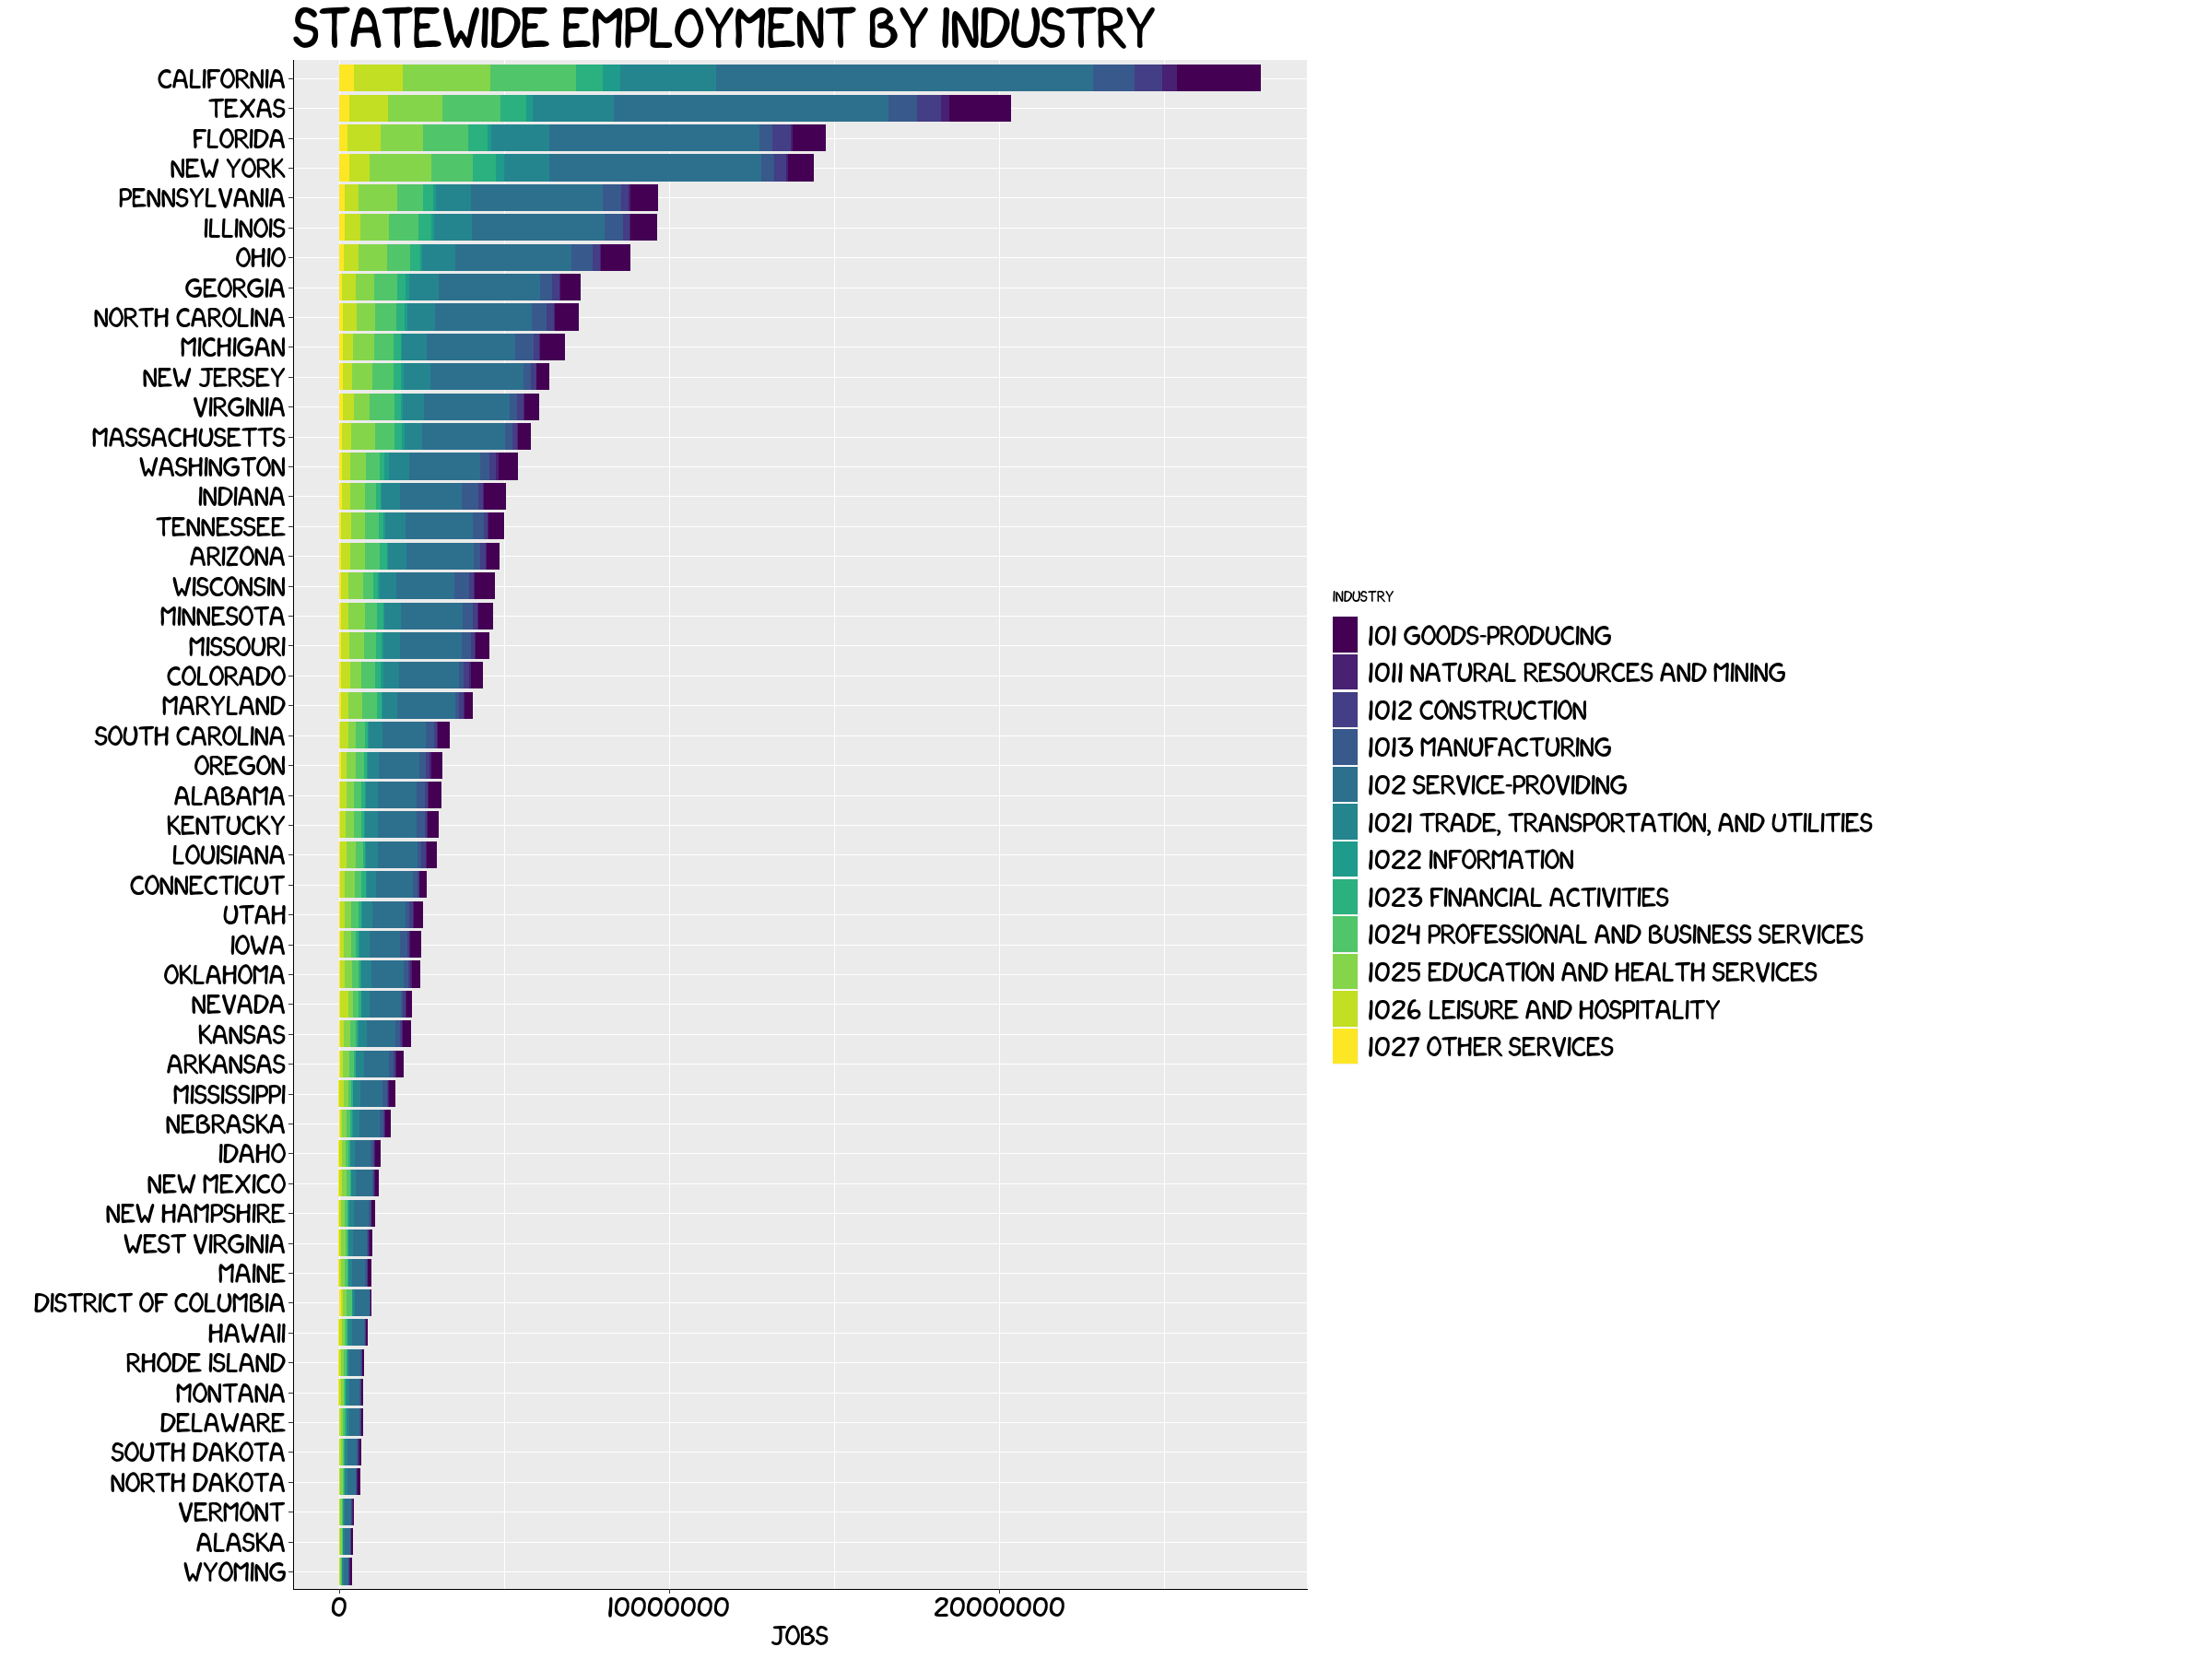 STATEWIDE EMPLOYMENT BY INDUSTRY
CALIFORNIA
TEXAS
FLORIDA
NEW YORK
PENNSYLVANIA
ILLINOIS
OHIO
GEORGIA
NORTH CAROLINA
MICHIGAN
NEW JERSEY
VIRGINIA
MASSACHUSETTS
WASHINGTON
INDIANA
TENNESSEE
ARIZONA
WISCONSIN
MINNESOTA
MISSOURI
COLORADO
MARYLAND
SOUTH CAROLINA
OREGON
ALABAMA
KENTUCKY
LOUISIANA
CONNECTICUT
UTAH
IOWA
OKLAHOMA
NEVADA
KANSAS
ARKANSAS
MISSISSIPPI
NEBRASKA
IDAHO
NEW MEXICO
NEW HAMPSHIRE
WEST VIRGINIA
MAINE
DISTRICT OF COLUMBIA
HAWAII
RHODE ISLAND
MONTANA
DELAWARE
SOUTH DAKOTA
NORTH DAKOTA
VERMONT
ALASKA
WYOMING
0 10000000 20000000
JOBS
INDUSTRY
101 GOODS-PRODUCING
1011 NATURAL RESOURCES AND MINING
1012 CONSTRUCTION
1013 MANUFACTURING
102 SERVICE-PROVIDING
1021 TRADE, TRANSPORTATION, AND UTILITIES
1022 INFORMATION
1023 FINANCIAL ACTIVITIES
1024 PROFESSIONAL AND BUSINESS SERVICES
1025 EDUCATION AND HEALTH SERVICES
1026 LEISURE AND HOSPITALITY
1027 OTHER SERVICES